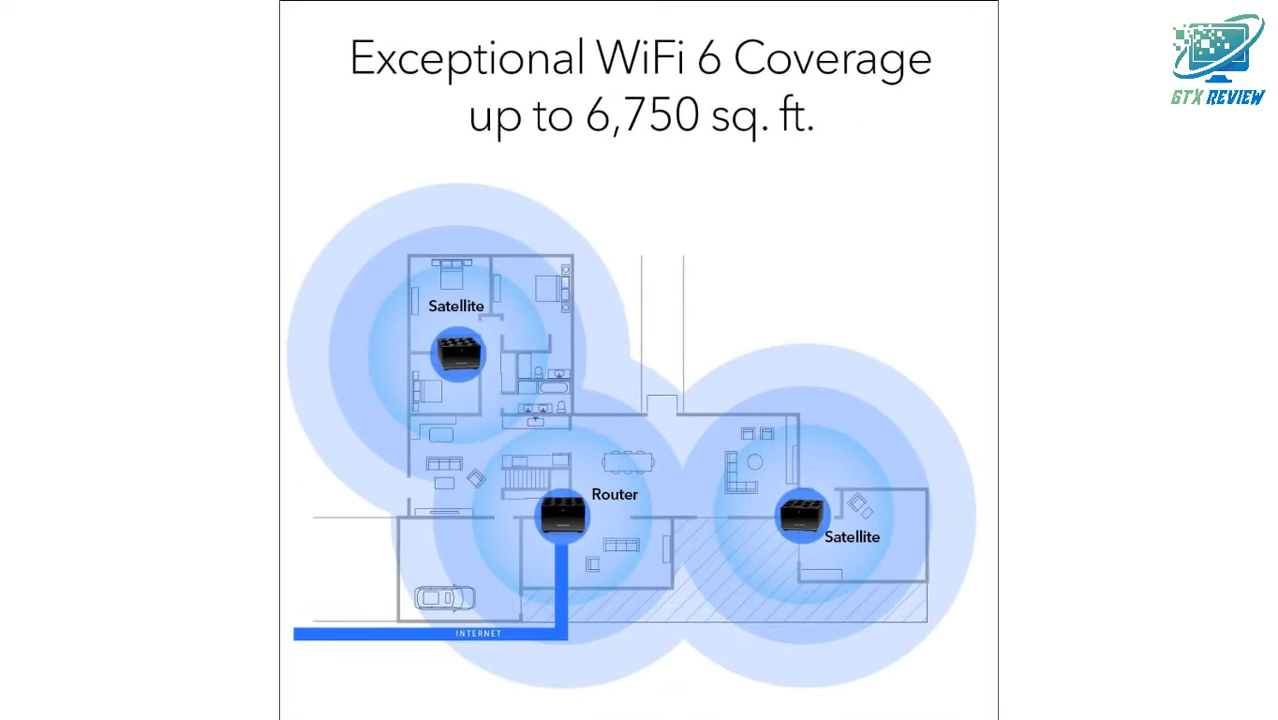 Exceptional WiFi 6 Coverage
up to 6,750 sq. ft.
GTX REVIEW
Satellite
Router
Satellite
INTERNET